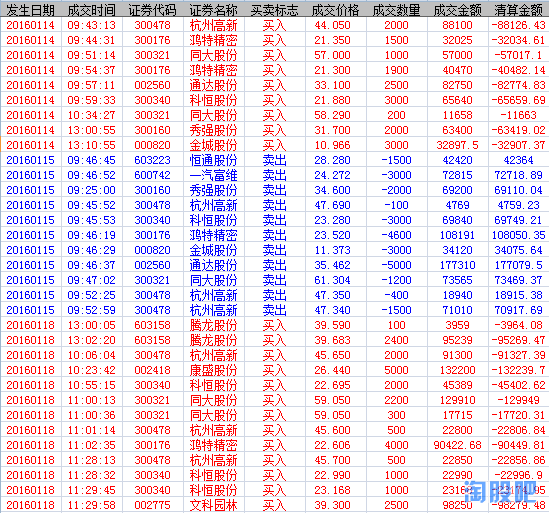 发生日期 成交时间 证券代码 证券名称 买卖标志 成交价格 成交数量 成交金额 清算金额
20160114 09:43:13 300478 杭州高新 买入 44.050 2000 88100 -88126.43
20160114 09:44:31 300176 鸿特精密 买入 21.350 1500 32025 -32034.61
20160114 09:51:14 300321 同大股份 买入 57.000 1000 57000 -57017.1
20160114 09:54:37 300176 鸿特精密 买入 21.300 1900 40470 -40482.14
20160114 09:57:11 002560 通达股份 买入 33.100 2500 82750 -82774.83
20160114 09:59:33 300340 科恒股份 买入 21.880 3000 65640 -65659.69
20160114 10:34:27 300321 同大股份 买入 58.290 200 11658 -11663
20160114 13:00:55 300160 秀强股份 买入 31.700 2000 63400 -63419.02
20160114 13:10:55 000820 金城股份 买入 10.966 3000 32897.5 -32907.37
20160115 09:46:45 603223 恒通股份 卖出 28.280 -1500 42420 42364
20160115 09:46:52 600742 一汽富维 卖出 24.272 -3000 72815 72718.89
20160115 09:25:00 300160 秀强股份 卖出 34.600 -2000 69200 69110.04
20160115 09:45:52 300478 杭州高新 卖出 47.690 -100 4769 4759.23
20160115 09:45:53 300340 科恒股份 卖出 23.280 -3000 69840 69749.21
20160115 09:46:19 300176 鸿特精密 卖出 23.520 -4600 108191 108050.35
20160115 09:46:29 000820 金城股份 卖出 11.373 -3000 34120 34075.64
20160115 09:46:37 002560 通达股份 卖出 35.462 -5000 177310 177079.5
20160115 09:47:02 300321 同大股份 卖出 61.304 -1200 73565 73469.37
20160115 09:52:25 300478 杭州高新 卖出 47.350 -400 18940 18915.38
20160115 09:52:59 300478 杭州高新 卖出 47.340 -1500 71010 70917.69
20160118 13:00:05 603158 腾龙股份 买入 39.590 100 3959 -3964.08
20160118 13:02:20 603158 腾龙股份 买入 39.683 2400 95239 -95269.47
20160118 10:06:04 300478 杭州高新 买入 45.650 2000 91300 -91327.39
20160118 10:23:42 002418 康盛股份 买入 26.440 5000 132200 -132239.7
20160118 10:55:15 300340 科恒股份 买入 22.695 2000 45389 -45402.62
20160118 11:00:13 300321 同大股份 买入 59.050 2200 129910 -129949
20160118 11:00:36 300321 同大股份 买入 59.050 300 17715 -17720.31
20160118 11:01:14 300478 杭州高新 买入 45.600 500 22800 -22806.84
20160118 11:02:35 300176 鸿特精密 买入 22.606 4000 90422.68 -90449.81
20160118 11:28:13 300478 杭州高新 买入 45.700 500 22850 -22856.86
20160118 11:28:32 300340 科恒股份 买入 22.990 1000 22990 -22996.9
20160118 11:29:45 300340 科恒股份 买入 23.168 1000
20160118 11:29:58 002775 文科园林 买入 39.300 2500 98250 -98279.48
淘股吧